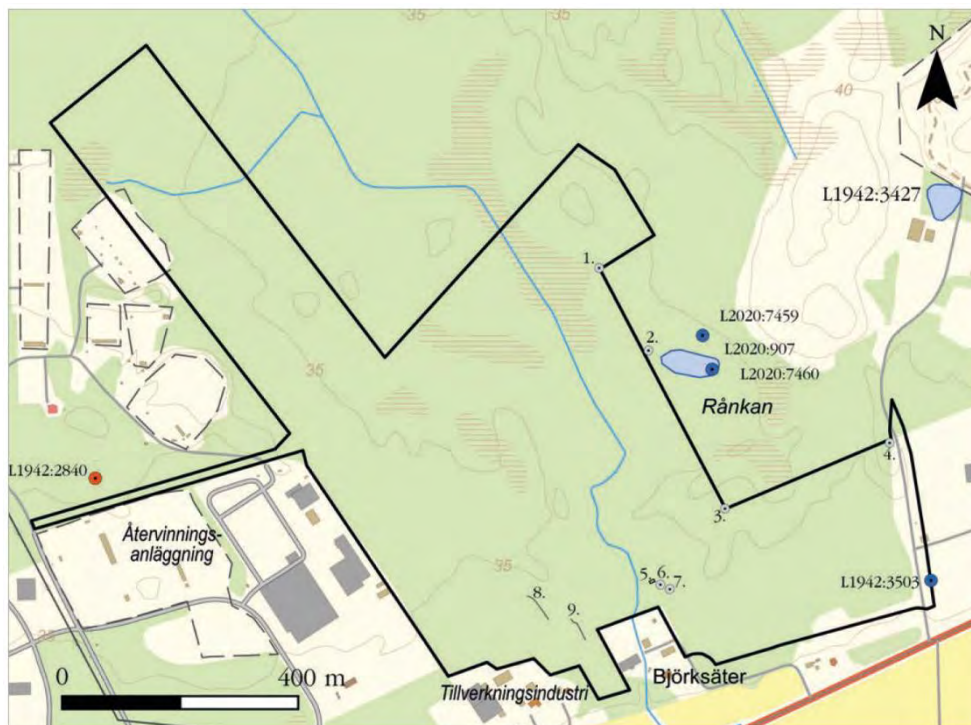 35
35
N
40
L1942:3427
1.
L2020:7459
2.
L2020:907
L2020:7460
35
Rånkan
4.
L1942:2840
3.
Återvinnings-
anläggning
35
5.
6.
7.
L1942:3503
8.
9.
35
0
400 m
Tillverkningsindustri
Björksäter